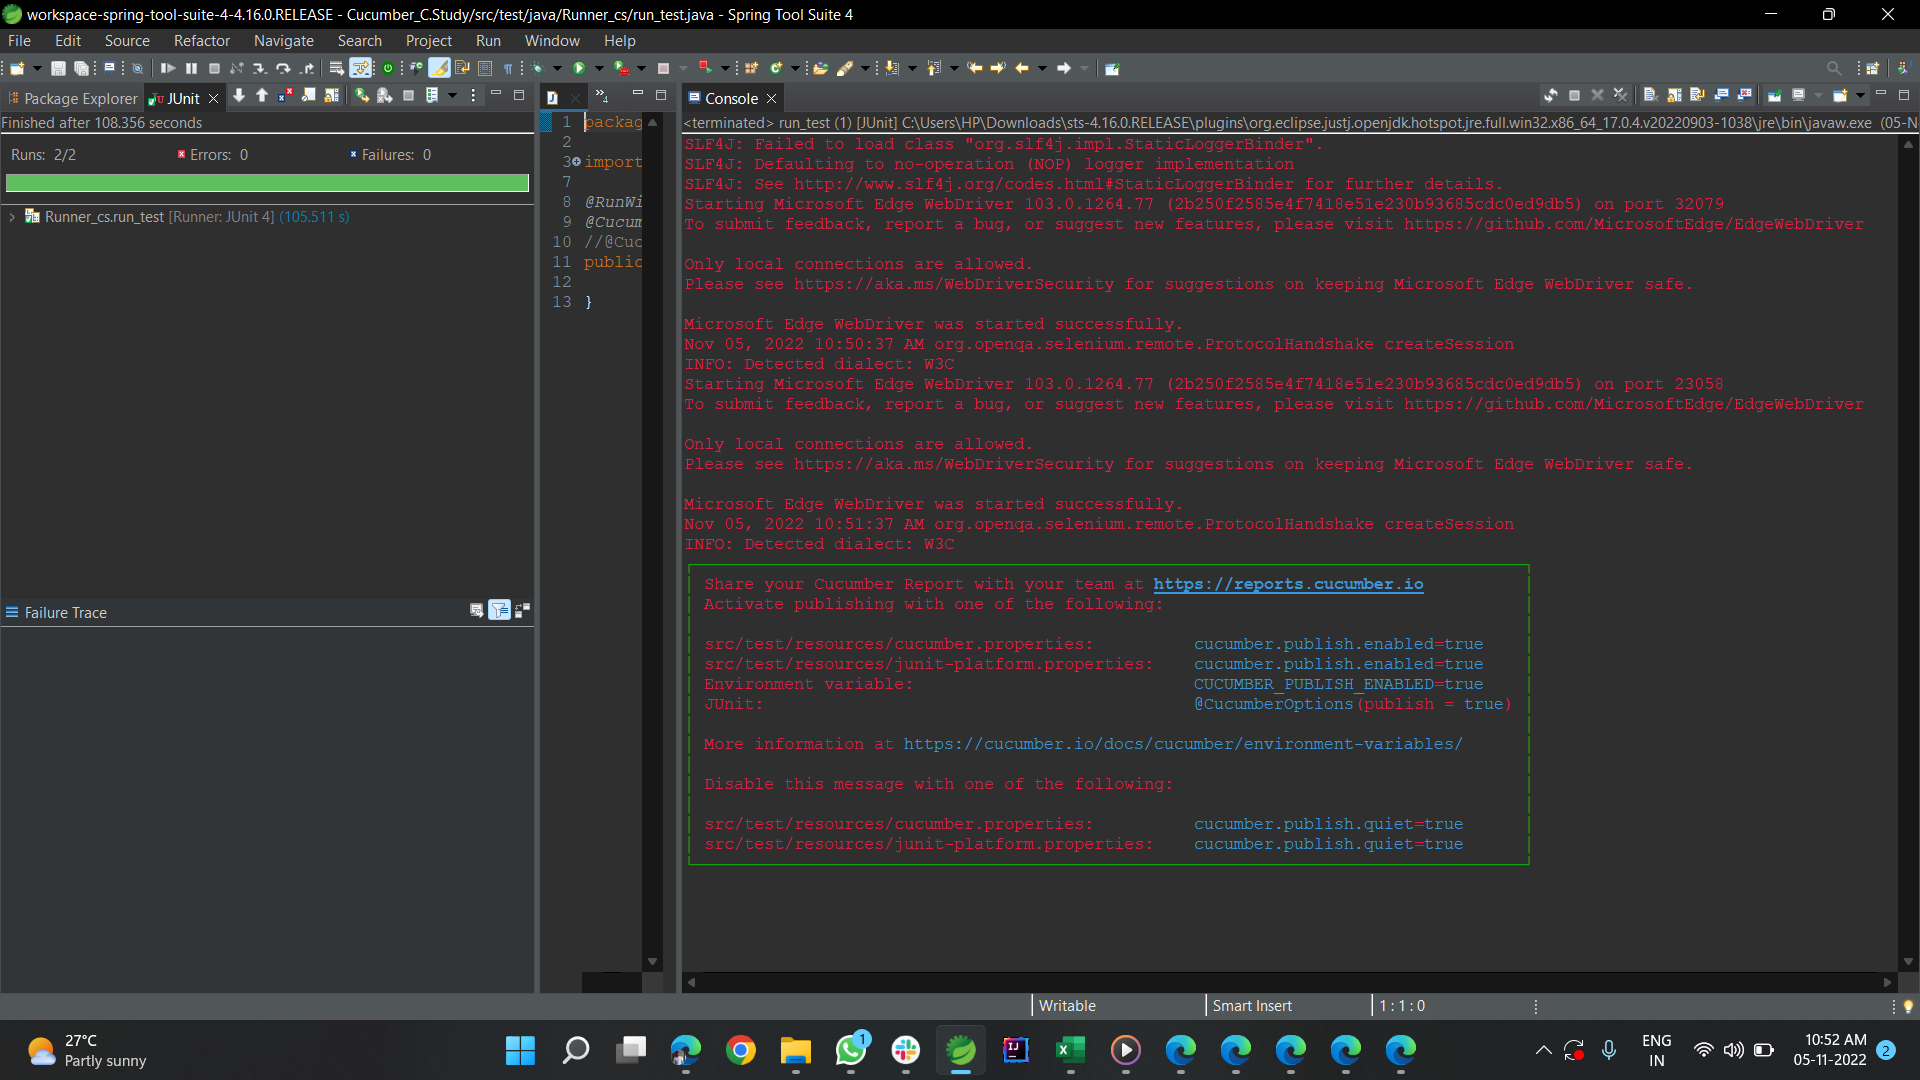 workspace-spring-tool-suite-4-4.16.0.RELEASE - Cucumber_C.Study/src/test/java/Runner_cs/run_test.java - Spring Tool Suite 4
File Edit Source Refactor Navigate Search Project Run Window Help
Package Explorer JUnit
Finished after 108.356 seconds
Runs: 2/2 Errors: 0 Failures: 0
Runner_cs.run_test [Runner: JUnit 4] (105.511 s)
Failure Trace
1 packag
2
3 import
7
8 @RunWi
9 @Cucum
10 //@Cuc
11 public
12
13 }
Console
<terminated> run_test (1) [JUnit] C:\Users\HP\Downloads\sts-4.16.0.RELEASE\plugins\org.eclipse.justj.openjdk.hotspot.jre.full.win32.x86_64_17.0.4.v20220903-1038\jre\bin\javaw.exe (05-N
SLF4J: Failed to load class "org.slf4j.impl.StaticLoggerBinder".
SLF4J: Defaulting to no-operation (NOP) logger implementation
SLF4J: See http://www.slf4j.org/codes.html#StaticLoggerBinder for further details.
Starting Microsoft Edge WebDriver 103.0.1264.77 (2b250f2585e4f7418e51e230b93685cdc0ed9db5) on port 32079
To submit feedback, report a bug, or suggest new features, please visit https://github.com/MicrosoftEdge/EdgeWebDriver
Only local connections are allowed.
Please see https://aka.ms/WebDriverSecurity for suggestions on keeping Microsoft Edge WebDriver safe.
Microsoft Edge WebDriver was started successfully.
Nov 05, 2022 10:50:37 AM org.openqa.selenium.remote.ProtocolHandshake createSession
INFO: Detected dialect: W3C
Starting Microsoft Edge WebDriver 103.0.1264.77 (2b250f2585e4f7418e51e230b93685cdc0ed9db5) on port 23058
To submit feedback, report a bug, or suggest new features, please visit https://github.com/MicrosoftEdge/EdgeWebDriver
Only local connections are allowed.
Please see https://aka.ms/WebDriverSecurity for suggestions on keeping Microsoft Edge WebDriver safe.
Microsoft Edge WebDriver was started successfully.
Nov 05, 2022 10:51:37 AM org.openqa.selenium.remote.ProtocolHandshake createSession
INFO: Detected dialect: W3C
Share your Cucumber Report with your team at https://reports.cucumber.io
Activate publishing with one of the following:
src/test/resources/cucumber.properties: cucumber.publish.enabled=true
src/test/resources/junit-platform.properties: cucumber.publish.enabled=true
Environment variable: CUCUMBER_PUBLISH_ENABLED=true
JUnit: @CucumberOptions(publish = true)
More information at https://cucumber.io/docs/cucumber/environment-variables/
Disable this message with one of the following:
src/test/resources/cucumber.properties: cucumber.publish.quiet=true
src/test/resources/junit-platform.properties: cucumber.publish.quiet=true
Writable Smart Insert 1 : 1 : 0
27°C
Partly sunny
1
ENG
IN
10:52 AM
05-11-2022
2